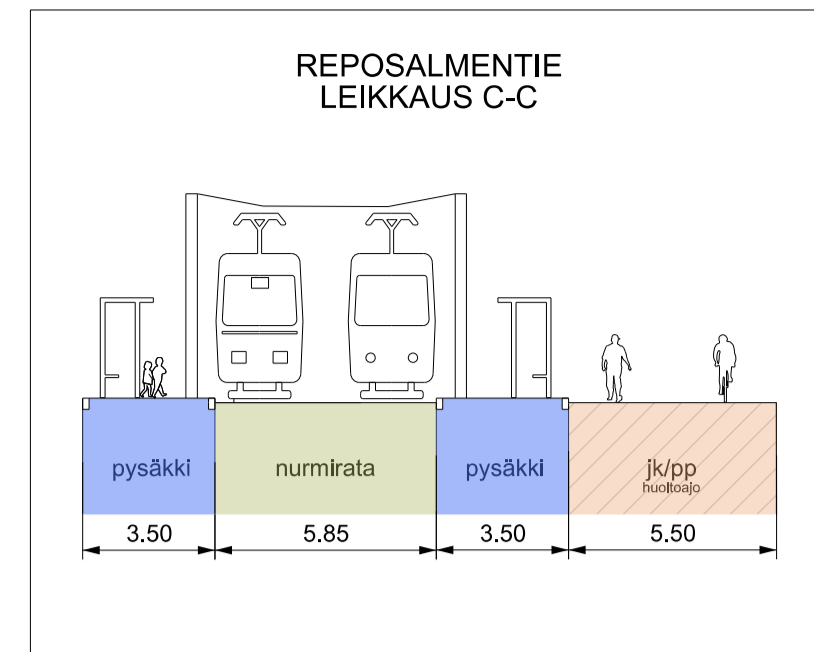 REPOSALMENTIE
LEIKKAUS C-C
pysäkki nurmirata pysäkki jk/pp
huoltoajo
3.50 5.85 3.50 5.50